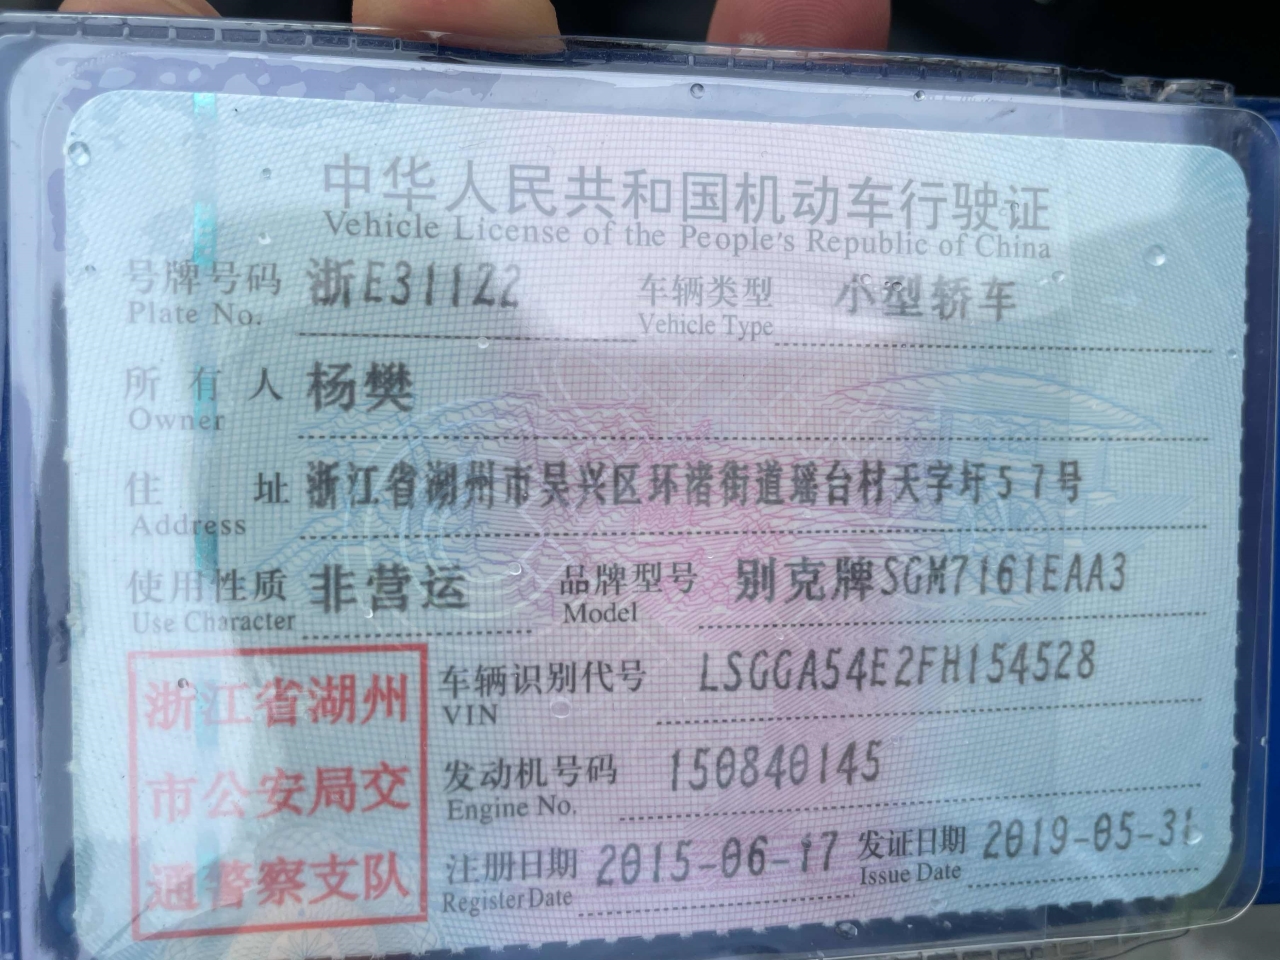 中华人民共和国机动车行驶证
Vehicle License of the People's Republic of China
号牌号码 浙E311Z2 车辆类型 小型轿车
Plate No. Vehicle Type
所有人 杨樊
Owner
住址 浙江省湖州市吴兴区环渚街道瑶台村天字圩57号
Address
使用性质 非营运 品牌型号 别克牌SGM7161EAA3
Use Character Model
浙江省湖州
市公安局交
通警察支队
车辆识别代号 LSGGA54E2FH154528
VIN
发动机号码 150840145
Engine No.
注册日期 2015-06-17 发证日期 2019-05-31
Register Date Issue Date